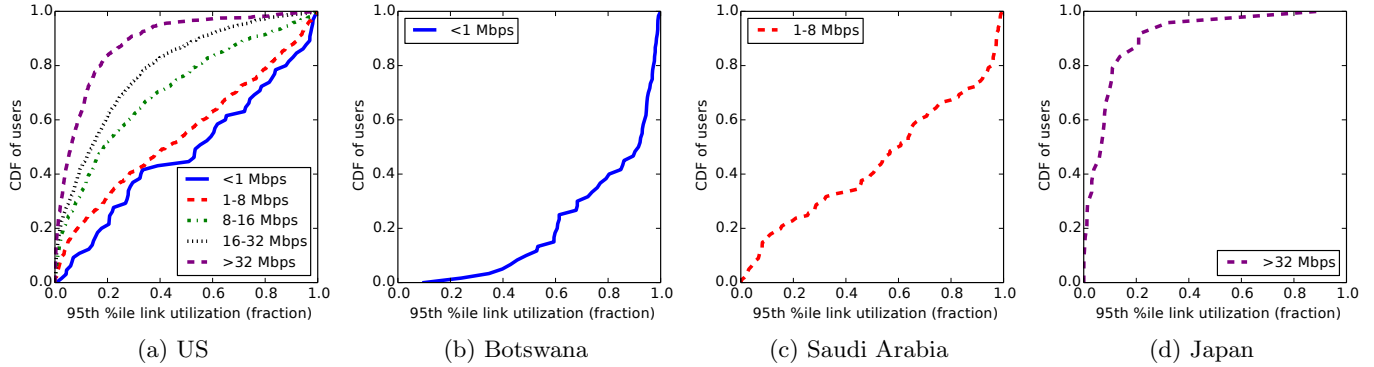 1.0
0.8
0.6
0.4
0.2
0.0
CDF of users
<1 Mbps
1-8 Mbps
8-16 Mbps
16-32 Mbps
>32 Mbps
0.0 0.2 0.4 0.6 0.8 1.0
95th %ile link utilization (fraction)
(a) US
1.0
0.8
0.6
0.4
0.2
0.0
CDF of users
<1 Mbps
0.0 0.2 0.4 0.6 0.8 1.0
95th %ile link utilization (fraction)
(b) Botswana
1.0
0.8
0.6
0.4
0.2
0.0
CDF of users
1-8 Mbps
0.0 0.2 0.4 0.6 0.8 1.0
95th %ile link utilization (fraction)
(c) Saudi Arabia
1.0
0.8
0.6
0.4
0.2
0.0
CDF of users
>32 Mbps
0.0 0.2 0.4 0.6 0.8 1.0
95th %ile link utilization (fraction)
(d) Japan